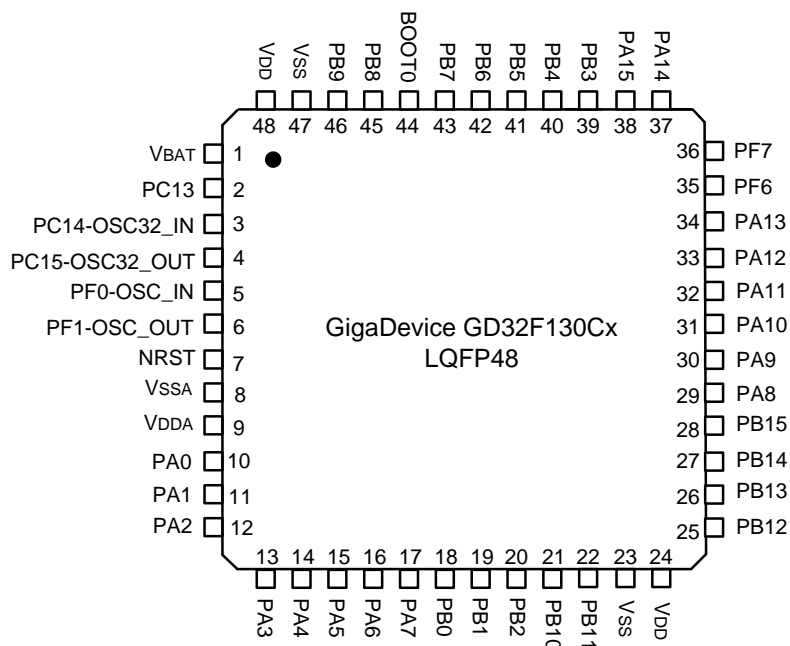 VDD VSS PB9 PB8 BOOT0 PB7 PB6 PB5 PB4 PB3 PA15 PA14
48 47 46 45 44 43 42 41 40 39 38 37
VBAT 1
PC13 2
PC14-OSC32_IN 3
PC15-OSC32_OUT 4
PF0-OSC_IN 5
PF1-OSC_OUT 6
NRST 7
VSSA 8
VDDA 9
PA0 10
PA1 11
PA2 12
GigaDevice GD32F130Cx
LQFP48
36 PF7
35 PF6
34 PA13
33 PA12
32 PA11
31 PA10
30 PA9
29 PA8
28 PB15
27 PB14
26 PB13
25 PB12
13 14 15 16 17 18 19 20 21 22 23 24
PA3 PA4 PA5 PA6 PA7 PB0 PB1 PB2 PB10 PB11 VSS VDD